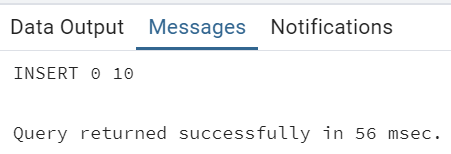 Data Output Messages Notifications
INSERT 0 10
Query returned successfully in 56 msec.